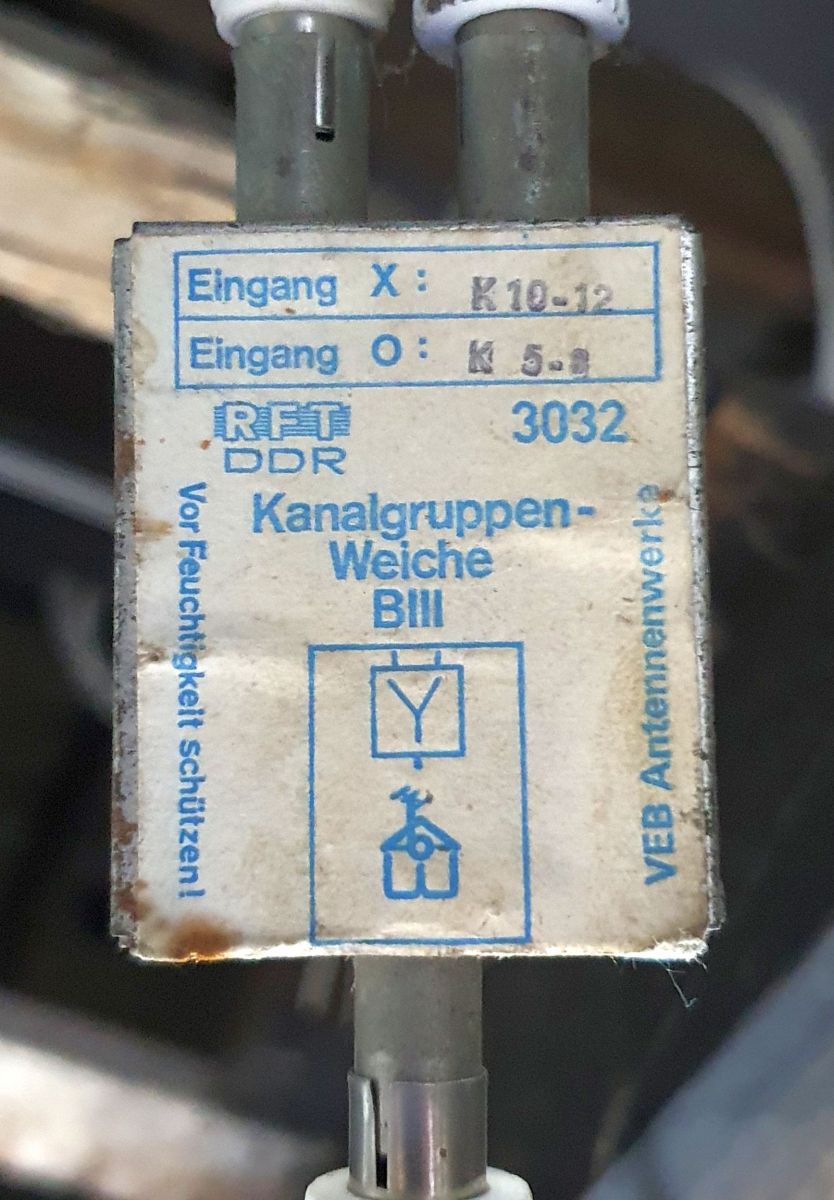 Eingang X: K 10-12
Eingang O: K 5-8
RFT 3032
DDR
Kanalgruppen-
Weiche
BIII
Vor Feuchtigkeit schützen!
VEB Antennenwerke